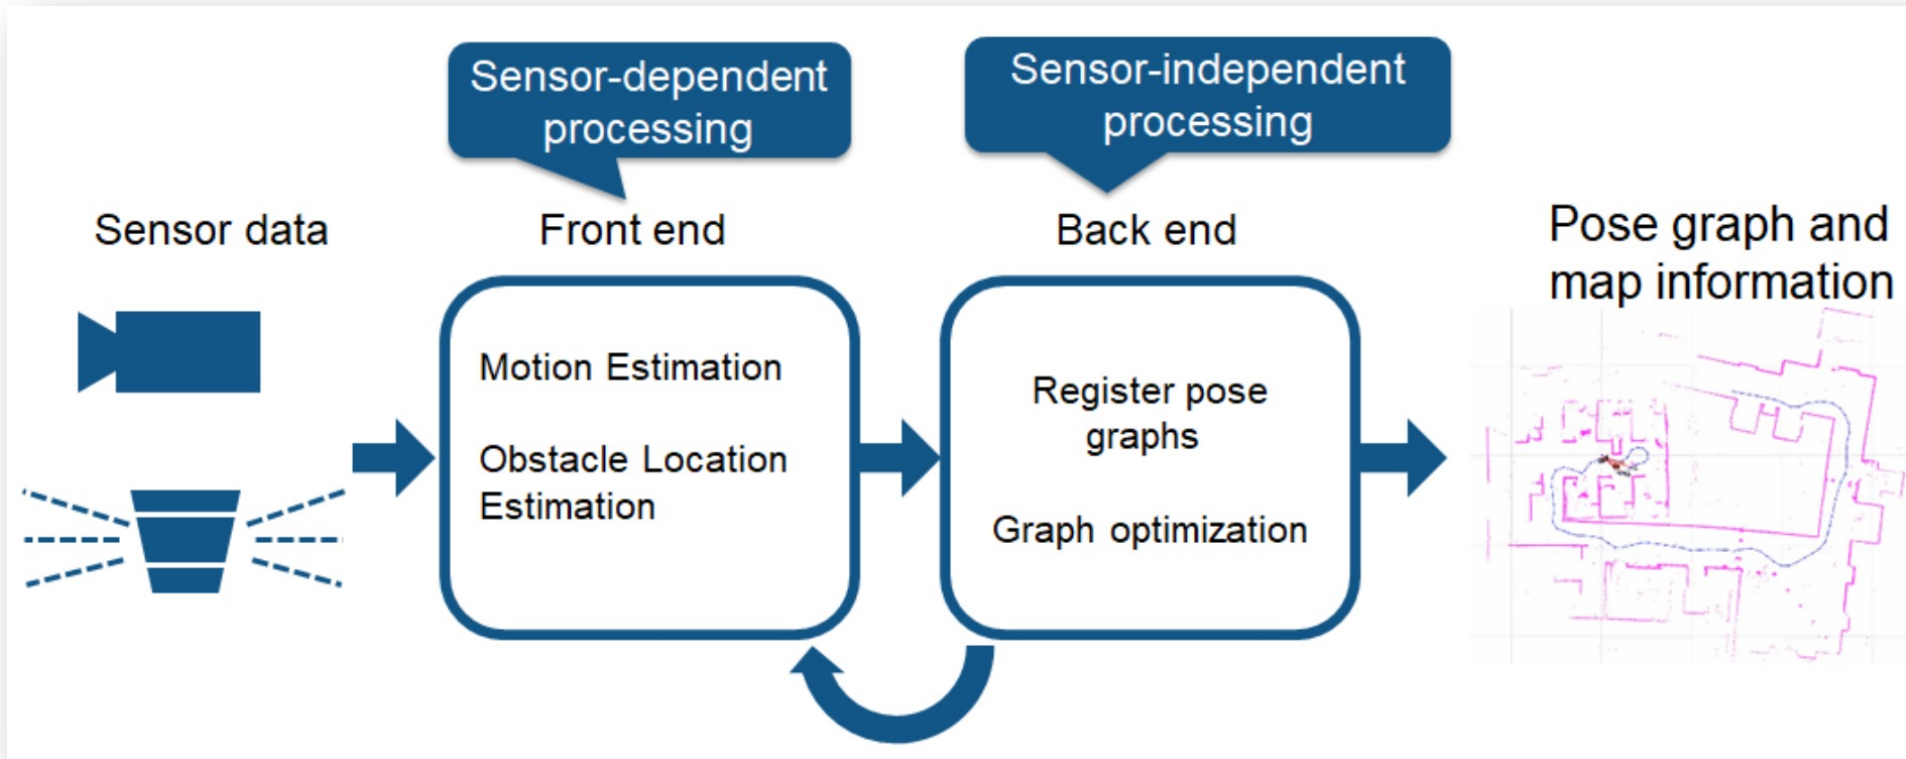 Sensor-dependent
processing
Sensor-independent
processing
Sensor data
Front end
Back end
Pose graph and
map information
Motion Estimation
Obstacle Location
Estimation
Register pose
graphs
Graph optimization